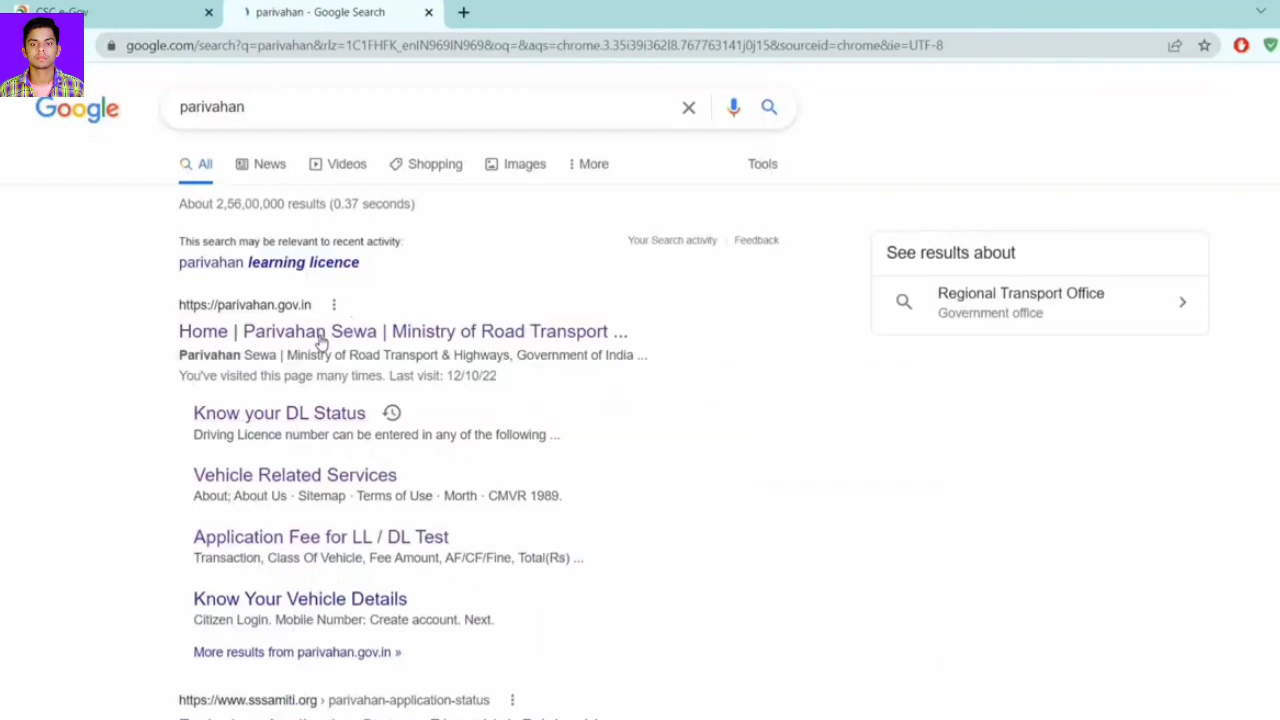 CSC e-Gov
parivahan - Google Search
google.com/search?q=parivahan&rlz=1C1FHFK_enIN969IN969&oq=&aqs=chrome.3.35i39i362l8.767763141j0j15&sourceid=chrome&ie=UTF-8
Google
parivahan
All
News
Videos
Shopping
Images
More
Tools
About 2,56,00,000 results (0.37 seconds)
This search may be relevant to recent activity:
Your Search activity
Feedback
parivahan learning licence
See results about
Regional Transport Office
Government office
https://parivahan.gov.in
Home | Parivahan Sewa | Ministry of Road Transport ...
Parivahan Sewa | Ministry of Road Transport & Highways, Government of India ...
You've visited this page many times. Last visit: 12/10/22
Know your DL Status
Driving Licence number can be entered in any of the following ...
Vehicle Related Services
About; About Us · Sitemap · Terms of Use · Morth · CMVR 1989.
Application Fee for LL / DL Test
Transaction, Class Of Vehicle, Fee Amount, AF/CF/Fine, Total(Rs) ...
Know Your Vehicle Details
Citizen Login. Mobile Number: Create account. Next.
More results from parivahan.gov.in »
https://www.sssamiti.org › parivahan-application-status